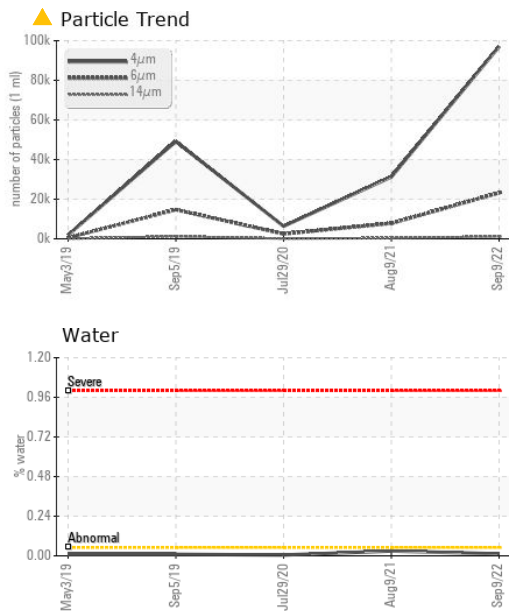 Particle Trend
100k
80k
60k
40k
20k
0k
number of particles (1 ml)
4µm
6µm
14µm
May3/19
Sep5/19
Jul29/20
Aug9/21
Sep9/22
Water
1.20
0.96
0.72
0.48
0.24
0.00
% water
Severe
Abnormal
May3/19
Sep5/19
Jul29/20
Aug9/21
Sep9/22